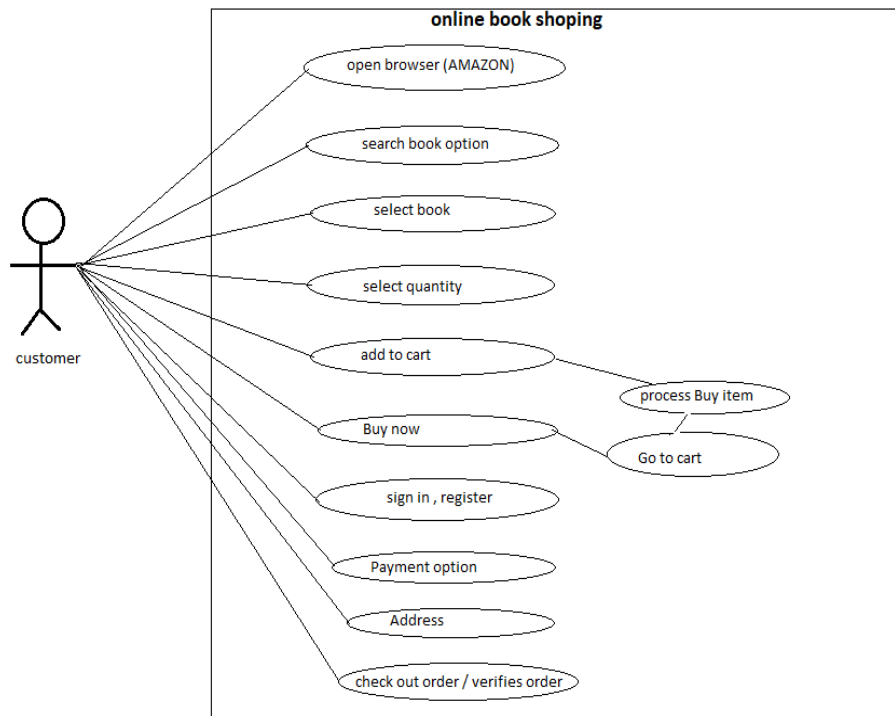 online book shoping
open browser (AMAZON)
search book option
select book
select quantity
customer
add to cart
process Buy item
Buy now
Go to cart
sign in , register
Payment option
Address
check out order / verifies order